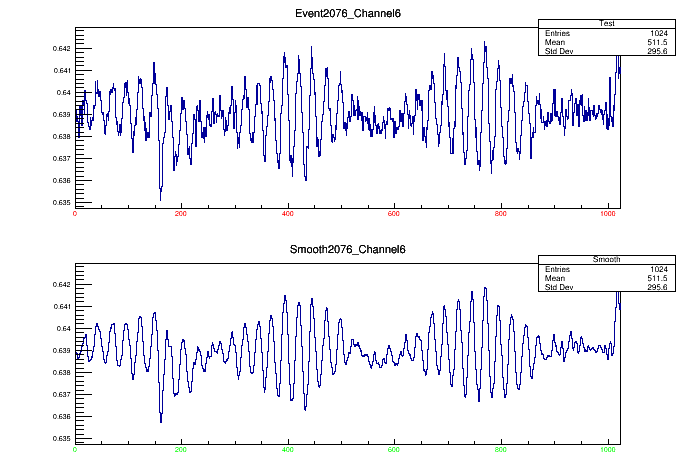 Event2076_Channel6
Test
Entries 1024
Mean 511.5
Std Dev 295.6
0.642
0.641
0.64
0.639
0.638
0.637
0.636
0.635
0 200 400 600 800 1000
Smooth2076_Channel6
Smooth
Entries 1024
Mean 511.5
Std Dev 295.6
0.642
0.641
0.64
0.639
0.638
0.637
0.636
0.635
0 200 400 600 800 1000